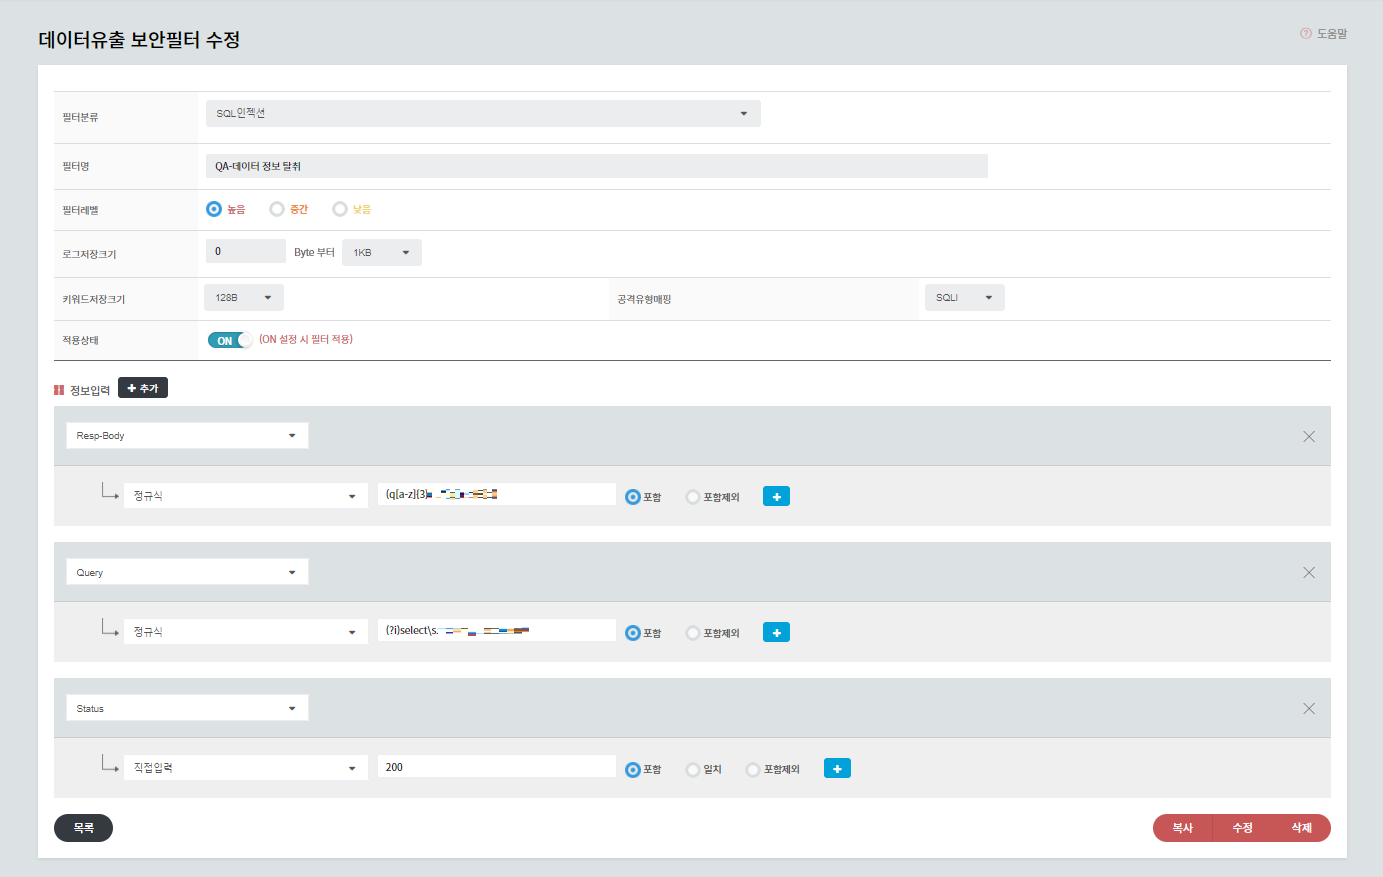 데이터유출 보안필터 수정
도움말
필터분류 SQL인젝션
필터명 QA-데이터 정보 탈취
필터레벨 높음 중간 낮음
로그저장크기 0 Byte 부터 1KB
키워드저장크기 128B 공격유형매핑 SQLI
적용상태 ON (ON 설정 시 필터 적용)
정보입력 + 추가
Resp-Body
정규식 (q[a-z]{3} 포함 포함제외 +
Query
정규식 (?i)select\s. 포함 포함제외 +
Status
직접입력 200 포함 일치 포함제외 +
목록 복사 수정 삭제